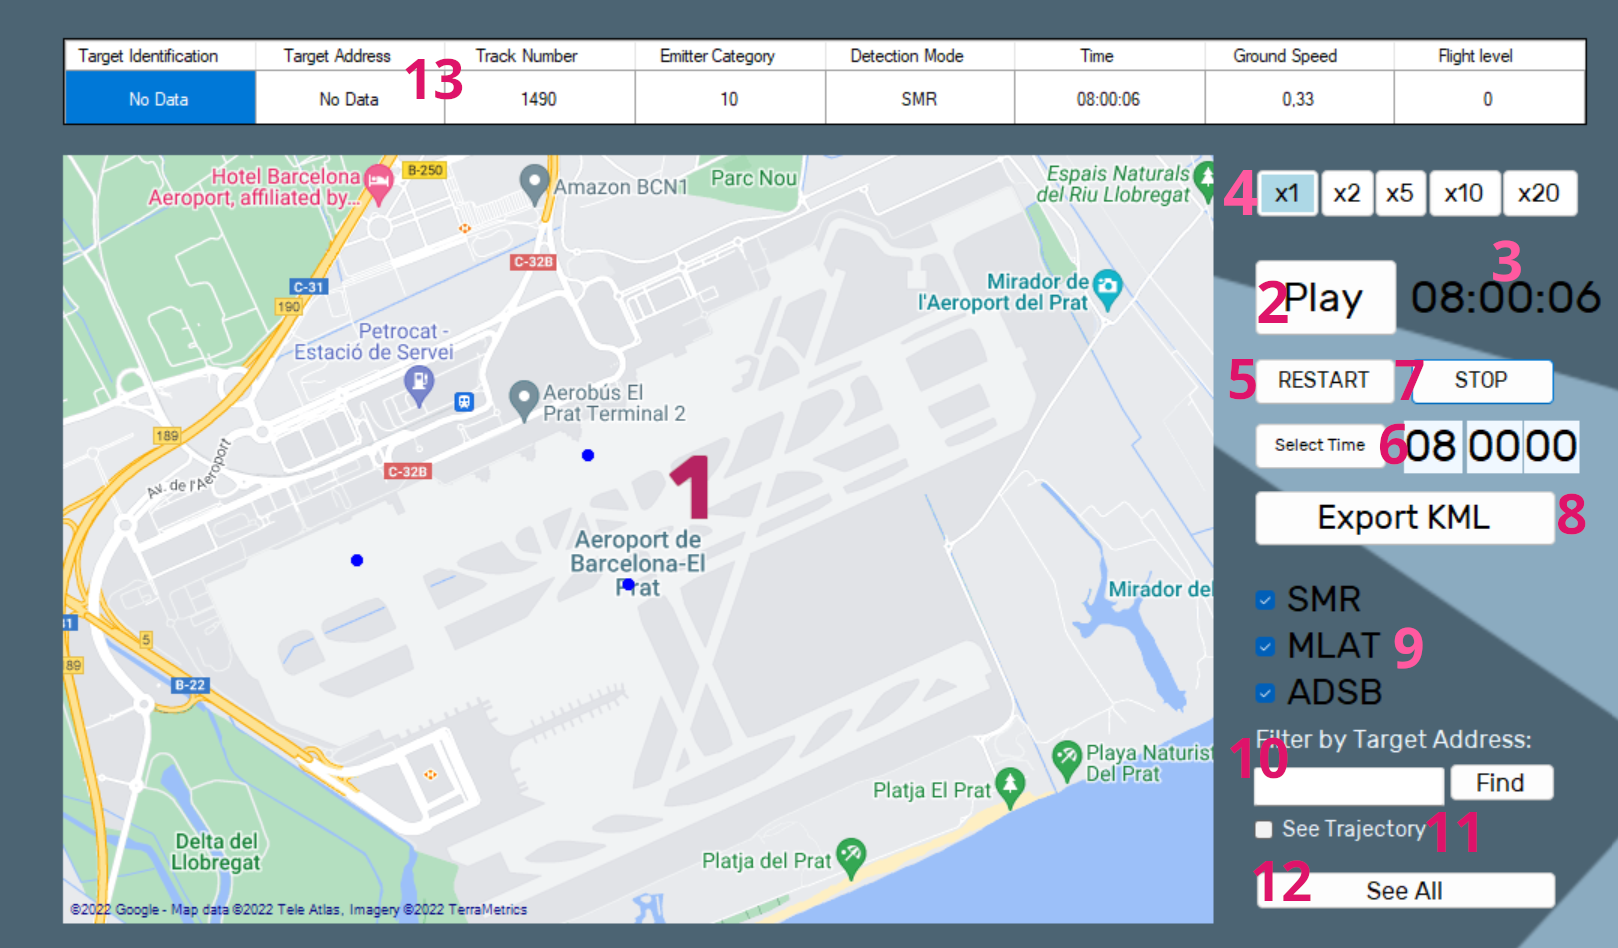 Target Identification Target Address Track Number Emitter Category Detection Mode Time Ground Speed Flight level
13
No Data No Data 1490 10 SMR 08:00:06 0,33 0
Hotel Barcelona
Aeroport, affiliated by...
B-250
Amazon BCN1
Parc Nou
Espais Naturals
del Riu Llobregat
C-32B
C-31
190
Mirador de
l'Aeroport del Prat
Petrocat -
Estació de Servei
Aerobús El
Prat Terminal 2
189
Av. de l'Aeroport
C-32B
1
Aeroport de
Barcelona-El
Prat
Mirador del
31
5
89
B-22
Playa Naturist
Del Prat
Platja El Prat
Delta del
Llobregat
Platja del Prat
©2022 Google - Map data ©2022 Tele Atlas, Imagery ©2022 TerraMetrics
4 x1 x2 x5 x10 x20
3
2 Play 08:00:06
5 RESTART 7 STOP
Select Time 6 08 00 00
Export KML 8
SMR
MLAT 9
ADSB
Filter by Target Address:
10
Find
See Trajectory 11
12 See All